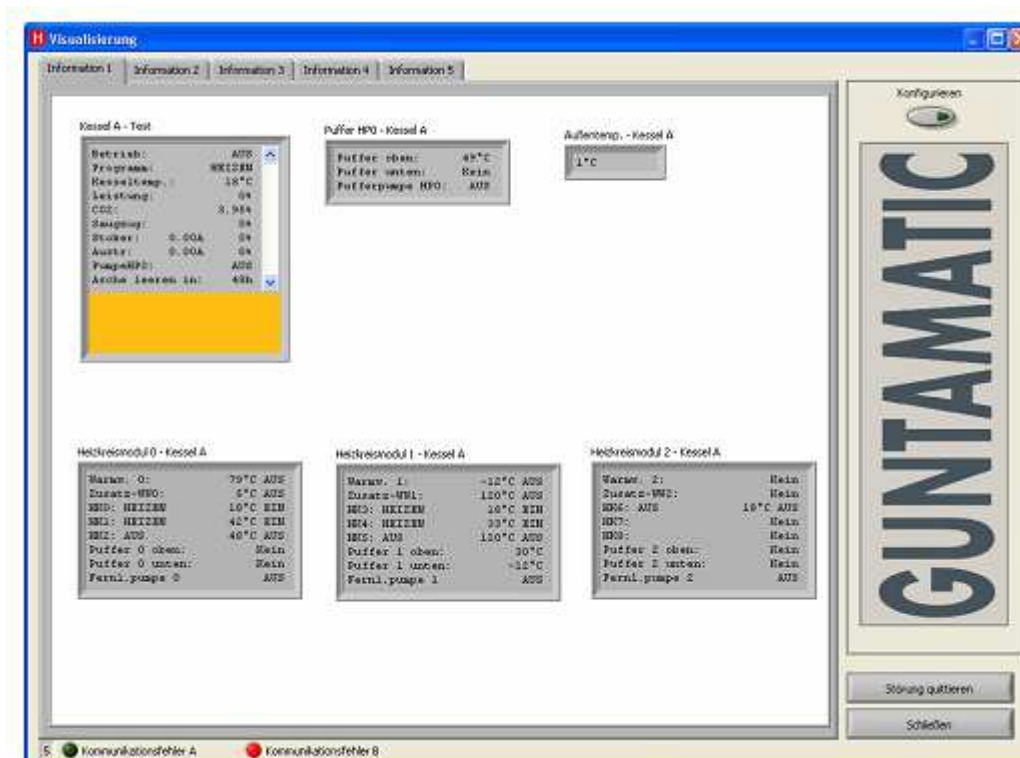 Visualisierung
Information 1 Information 2 Information 3 Information 4 Information 5
Konfigurieren
Kessel A - Test
Betrieb: AUS
Programm: HEIZEN
Kesseltemp.: 18°C
Leistung: 0%
CO2: 3.95%
Saugzug: 0%
Stoker: 0.00A 0%
Austr: 0.00A 0%
PumpeHP0: AUS
Asche leeren in: 48h
Puffer HP0 - Kessel A
Puffer oben: 49°C
Puffer unten: Kein
Pufferpumpe HP0: AUS
Außentemp. - Kessel A
1°C
Heizkreismodul 0 - Kessel A
Warmw. 0: 79°C AUS
Zusatz-WW0: °C AUS
HK0: HEIZEN 18°C EIN
HK1: HEIZEN 42°C EIN
HK2: AUS 48°C AUS
Puffer 0 oben: Kein
Puffer 0 unten: Kein
Fernl.pumpe 0 AUS
Heizkreismodul 1 - Kessel A
Warmw. 1: -12°C AUS
Zusatz-WW1: 120°C AUS
HK3: HEIZEN 18°C EIN
HK4: HEIZEN 33°C EIN
HK5: AUS 120°C AUS
Puffer 1 oben: 30°C
Puffer 1 unten: -12°C
Fernl.pumpe 1 AUS
Heizkreismodul 2 - Kessel A
Warmw. 2: Kein
Zusatz-WW2: Kein
HK6: AUS 18°C AUS
HK7: Kein
HK8: Kein
Puffer 2 oben: Kein
Puffer 2 unten: Kein
Fernl.pumpe 2 AUS
GUNTAMATIC
Störung quittieren
Schließen
5 Kommunikationsfehler A Kommunikationsfehler B